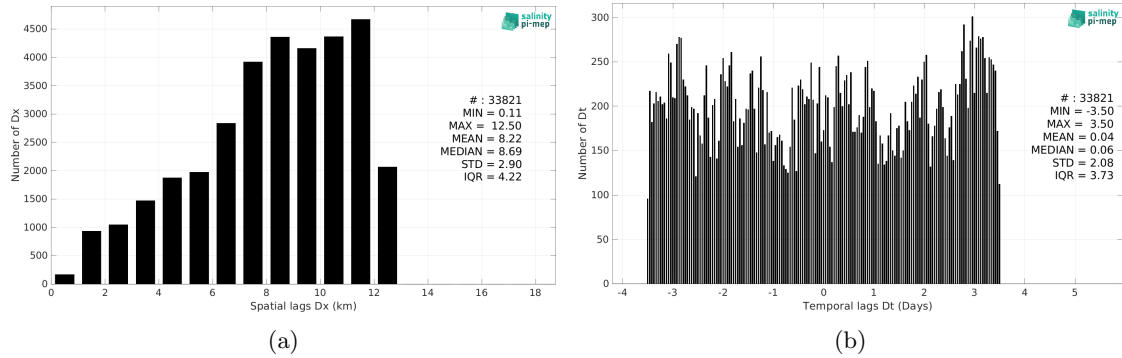 salinity
pi-mep
Number of Dx
4500
4000
3500
3000
2500
2000
1500
1000
500
0
# : 33821
MIN = 0.11
MAX = 12.50
MEAN = 8.22
MEDIAN = 8.69
STD = 2.90
IQR = 4.22
0 2 4 6 8 10 12 14 16 18
Spatial lags Dx (km)
(a)
salinity
pi-mep
Number of Dt
300
250
200
150
100
50
0
# : 33821
MIN = -3.50
MAX = 3.50
MEAN = 0.04
MEDIAN = 0.06
STD = 2.08
IQR = 3.73
-4 -3 -2 -1 0 1 2 3 4 5
Temporal lags Dt (Days)
(b)